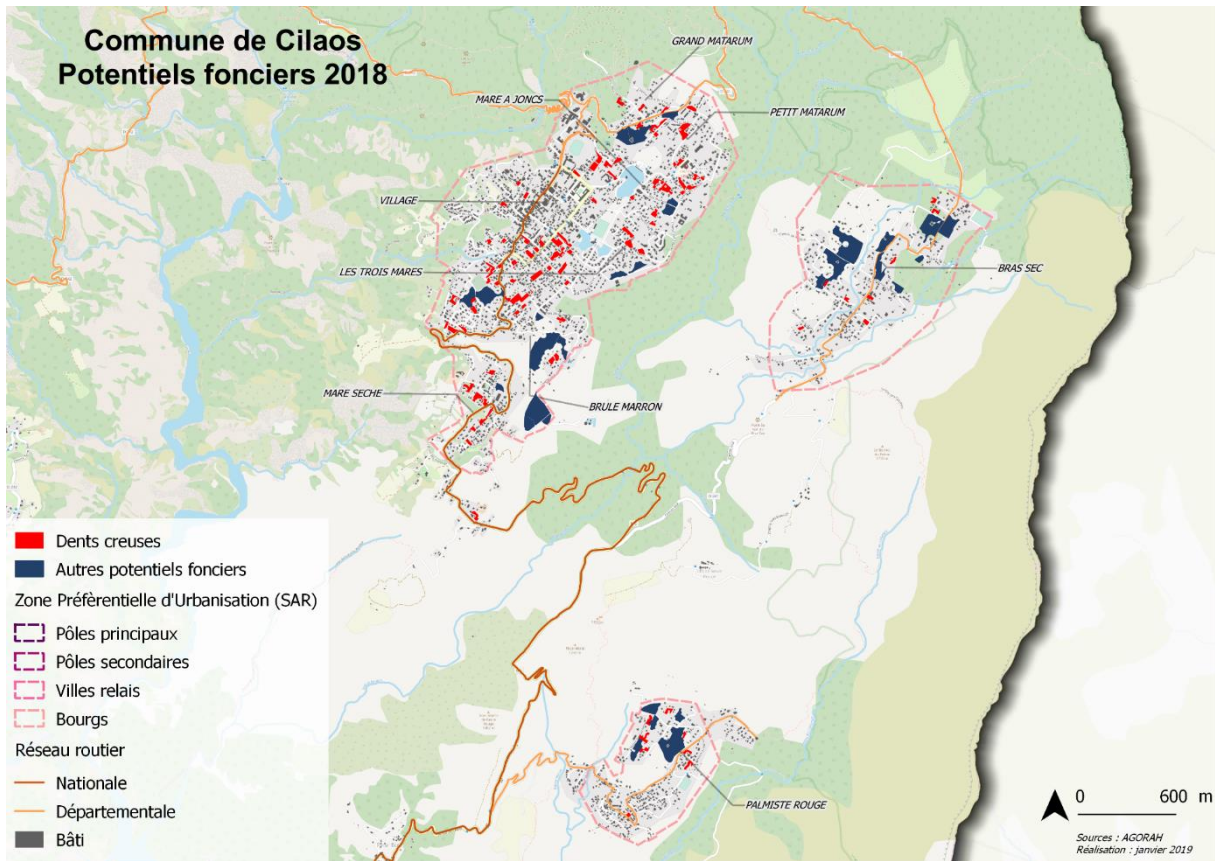 Commune de Cilaos
Potentiels fonciers 2018
GRAND MATARUM
MARE A JONCS
PETIT MATARUM
VILLAGE
LES TROIS MARES
BRAS SEC
MARE SECHE
BRULE MARRON
PALMISTE ROUGE
Dents creuses
Autres potentiels fonciers
Zone Préfèrentielle d'Urbanisation (SAR)
Pôles principaux
Pôles secondaires
Villes relais
Bourgs
Réseau routier
Nationale
Départementale
Bâti
0 600 m
Sources : AGORAH
Réalisation : janvier 2019